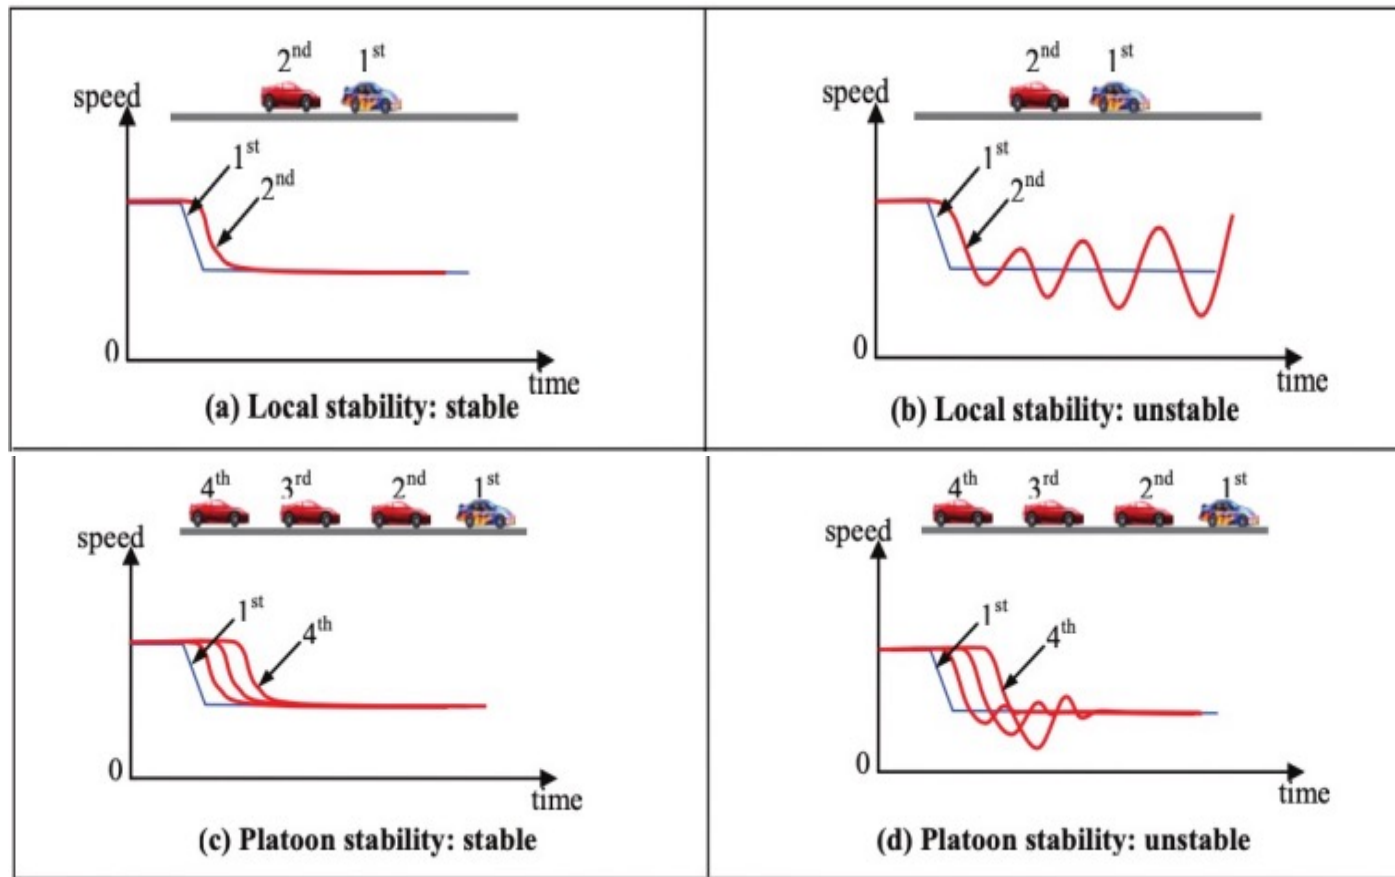 2nd 1st
speed
1st
2nd
0
time
(a) Local stability: stable
2nd 1st
speed
1st
2nd
0
time
(b) Local stability: unstable
4th 3rd 2nd 1st
speed
1st
4th
0
time
(c) Platoon stability: stable
4th 3rd 2nd 1st
speed
1st
4th
0
time
(d) Platoon stability: unstable